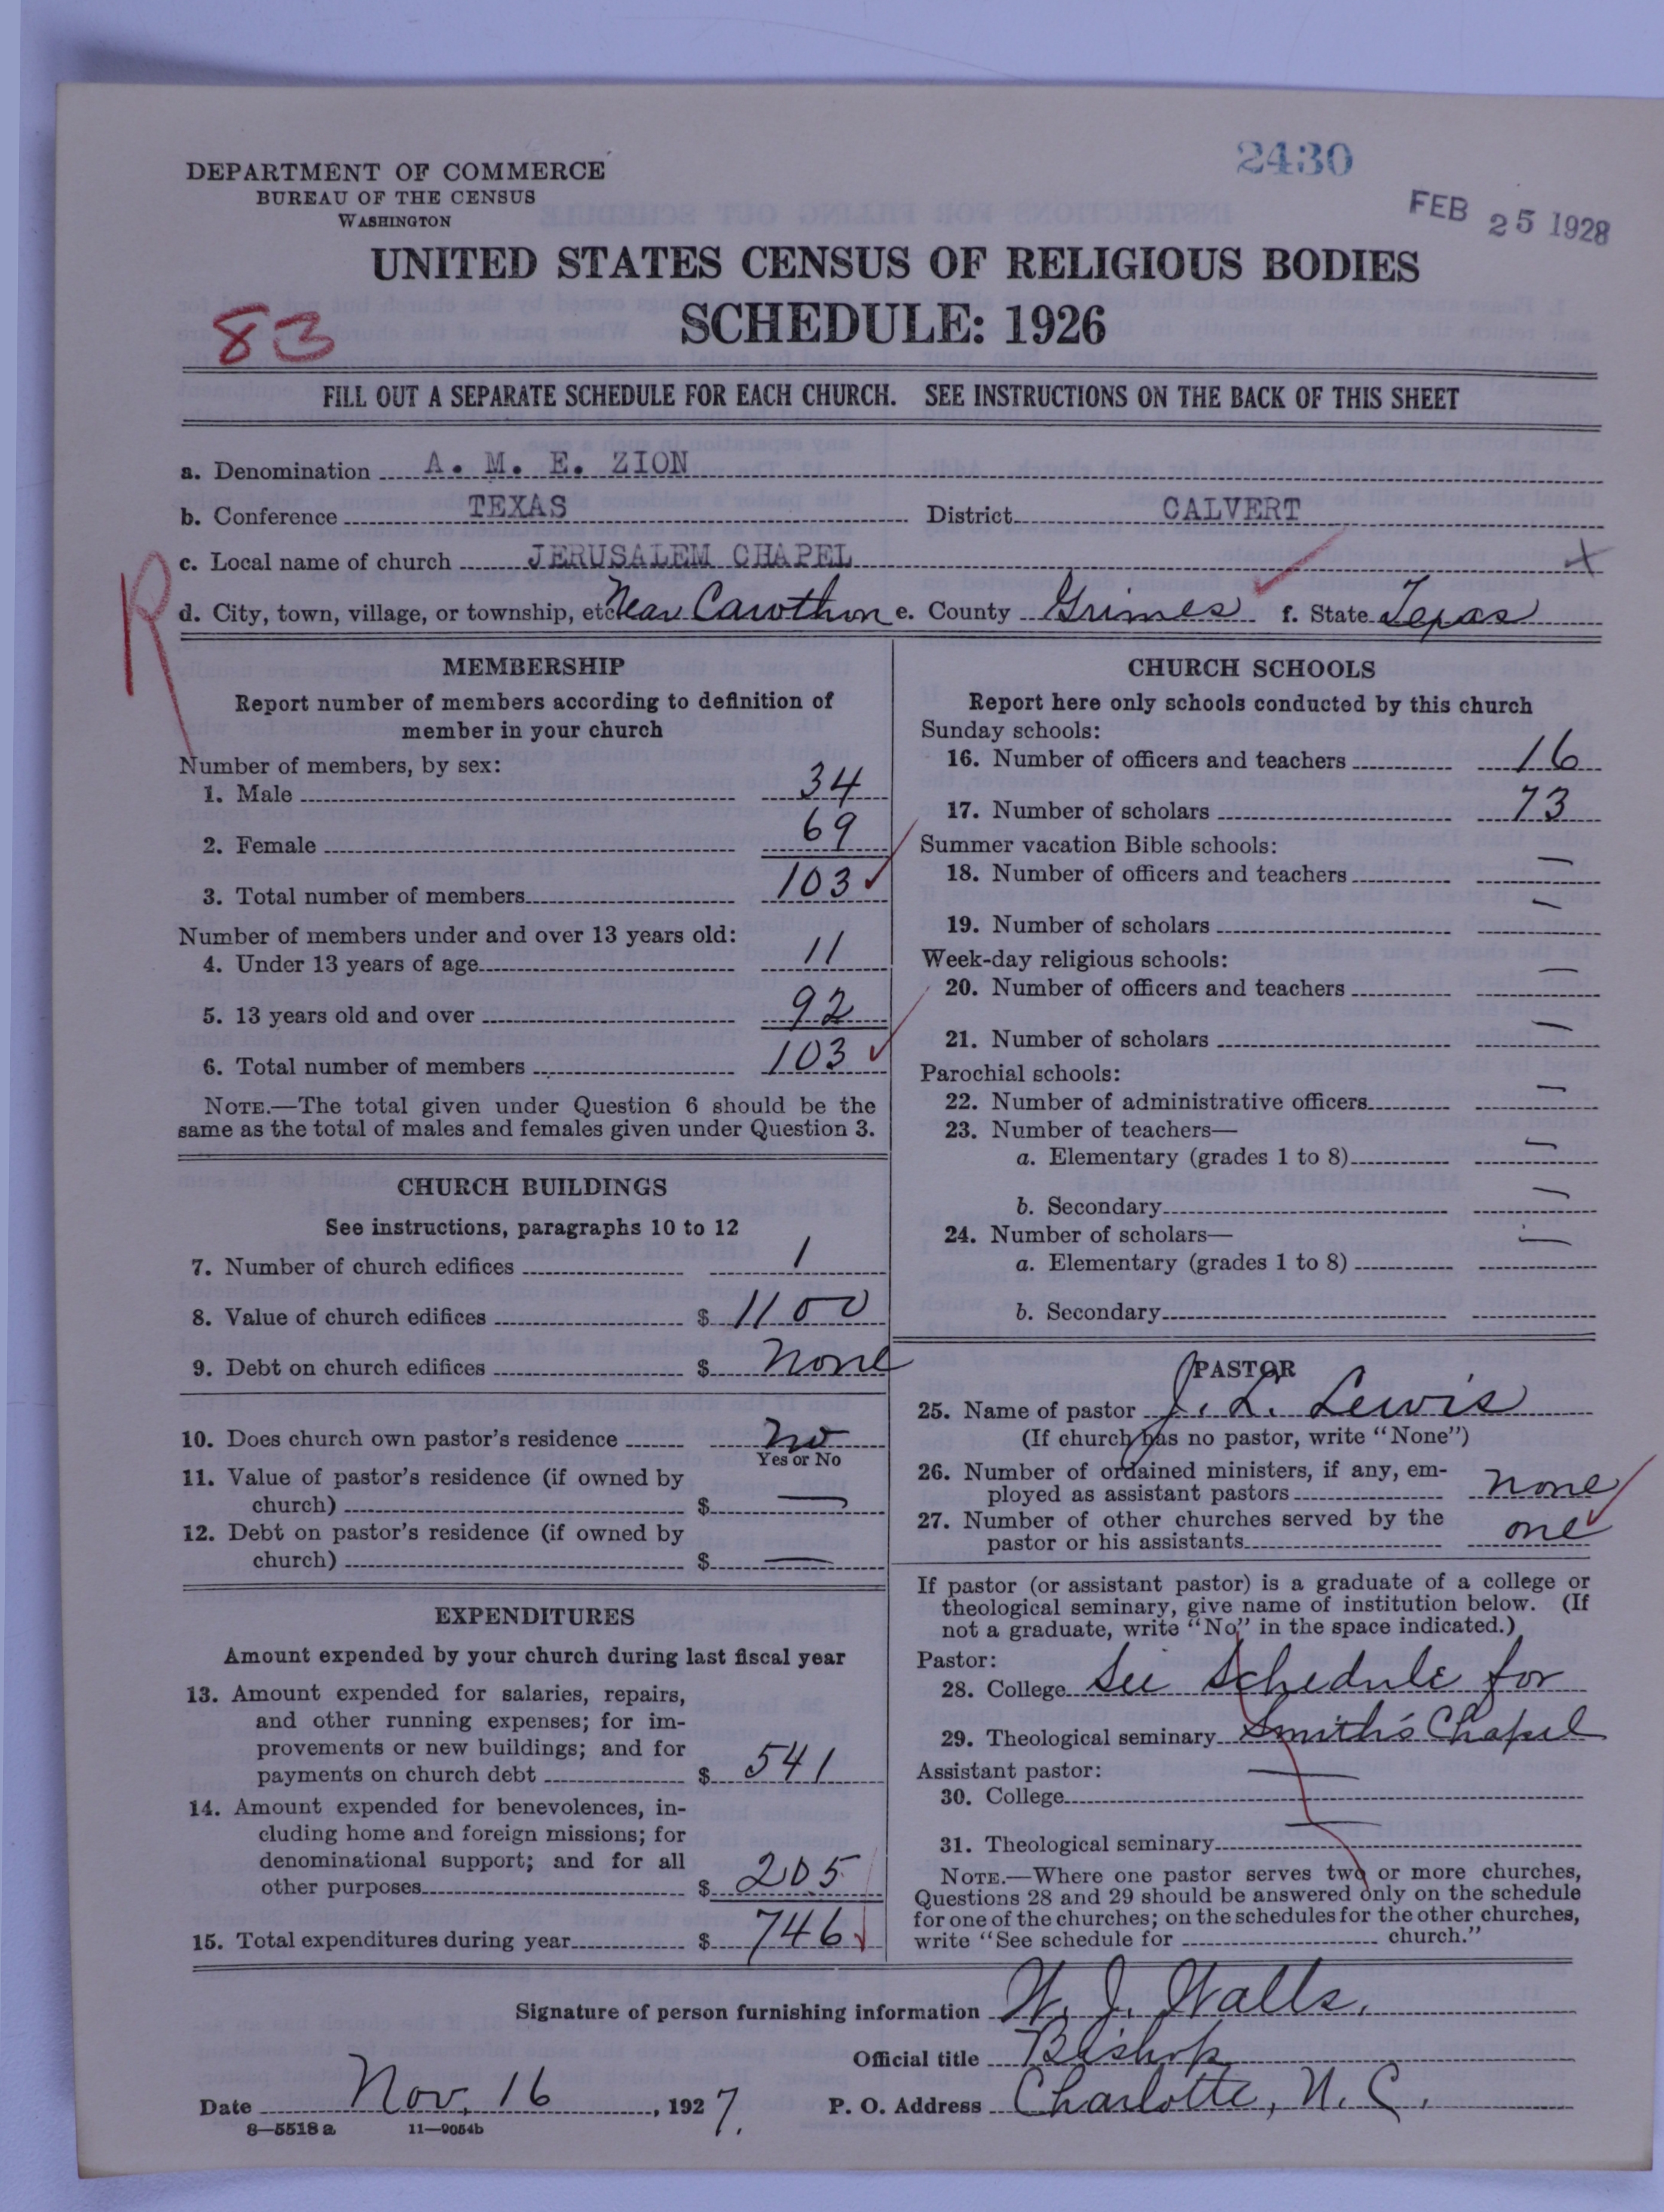 2430
FEB 25 1928
DEPARTMENT OF COMMERCE
BUREAU OF THE CENSUS
WASHINGTON
UNITED STATES CENSUS OF RELIGIOUS BODIES
83
SCHEDULE: 1926
FILL OUT A SEPARATE SCHEDULE FOR EACH CHURCH. SEE INSTRUCTIONS ON THE BACK OF THIS SHEET
a. Denomination A. M. E. ZION
b. Conference TEXAS District CALVERT
c. Local name of church JERUSALEM CHAPEL X
R
d. City, town, village, or township, etc. Near Cawthon e. County Grimes f. State Texas
MEMBERSHIP
Report number of members according to definition of
member in your church
Number of members, by sex:
1. Male 34
2. Female 69
3. Total number of members 103
Number of members under and over 13 years old:
4. Under 13 years of age 11
5. 13 years old and over 92
6. Total number of members 103
NOTE.—The total given under Question 6 should be the
same as the total of males and females given under Question 3.
CHURCH BUILDINGS
See instructions, paragraphs 10 to 12
7. Number of church edifices 1
8. Value of church edifices $ 1100
9. Debt on church edifices $ none
10. Does church own pastor's residence no
Yes or No
11. Value of pastor's residence (if owned by
church) $ —
12. Debt on pastor's residence (if owned by
church) $ —
EXPENDITURES
Amount expended by your church during last fiscal year
13. Amount expended for salaries, repairs,
and other running expenses; for im-
provements or new buildings; and for
payments on church debt $ 541
14. Amount expended for benevolences, in-
cluding home and foreign missions; for
denominational support; and for all
other purposes $ 205
15. Total expenditures during year $ 746
CHURCH SCHOOLS
Report here only schools conducted by this church
Sunday schools:
16. Number of officers and teachers 16
17. Number of scholars 73
Summer vacation Bible schools:
18. Number of officers and teachers —
19. Number of scholars —
Week-day religious schools:
20. Number of officers and teachers —
21. Number of scholars —
Parochial schools:
22. Number of administrative officers —
23. Number of teachers—
a. Elementary (grades 1 to 8) —
b. Secondary —
24. Number of scholars—
a. Elementary (grades 1 to 8) —
b. Secondary
PASTOR
25. Name of pastor J. L. Lewis
(If church has no pastor, write "None")
26. Number of ordained ministers, if any, em-
ployed as assistant pastors none
27. Number of other churches served by the
pastor or his assistants one
If pastor (or assistant pastor) is a graduate of a college or
theological seminary, give name of institution below. (If
not a graduate, write "No" in the space indicated.)
Pastor:
28. College See Schedule for
29. Theological seminary Smith's Chapel
Assistant pastor:
30. College —
31. Theological seminary —
NOTE.—Where one pastor serves two or more churches,
Questions 28 and 29 should be answered only on the schedule
for one of the churches; on the schedules for the other churches,
write "See schedule for church."
Signature of person furnishing information W. J. Walls.
Official title Bishop
Date Nov. 16, 1927. P. O. Address Charlotte, N. C.
8—5518 a 11—9054b